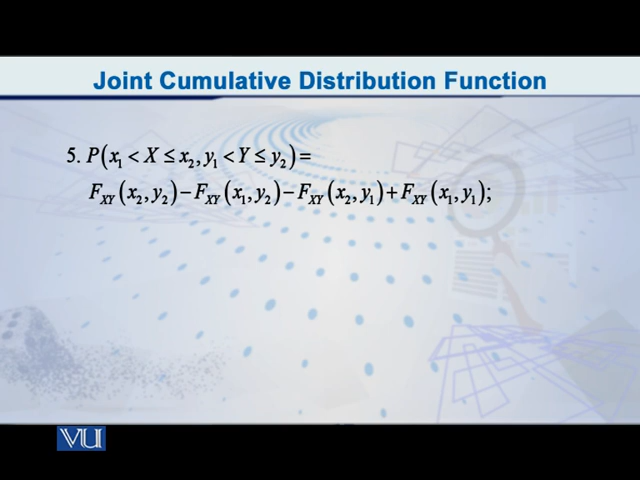 Joint Cumulative Distribution Function
5. P(x₁ < X ≤ x₂, y₁ < Y ≤ y₂) =
F_XY(x₂, y₂) − F_XY(x₁, y₂) − F_XY(x₂, y₁) + F_XY(x₁, y₁);
VU